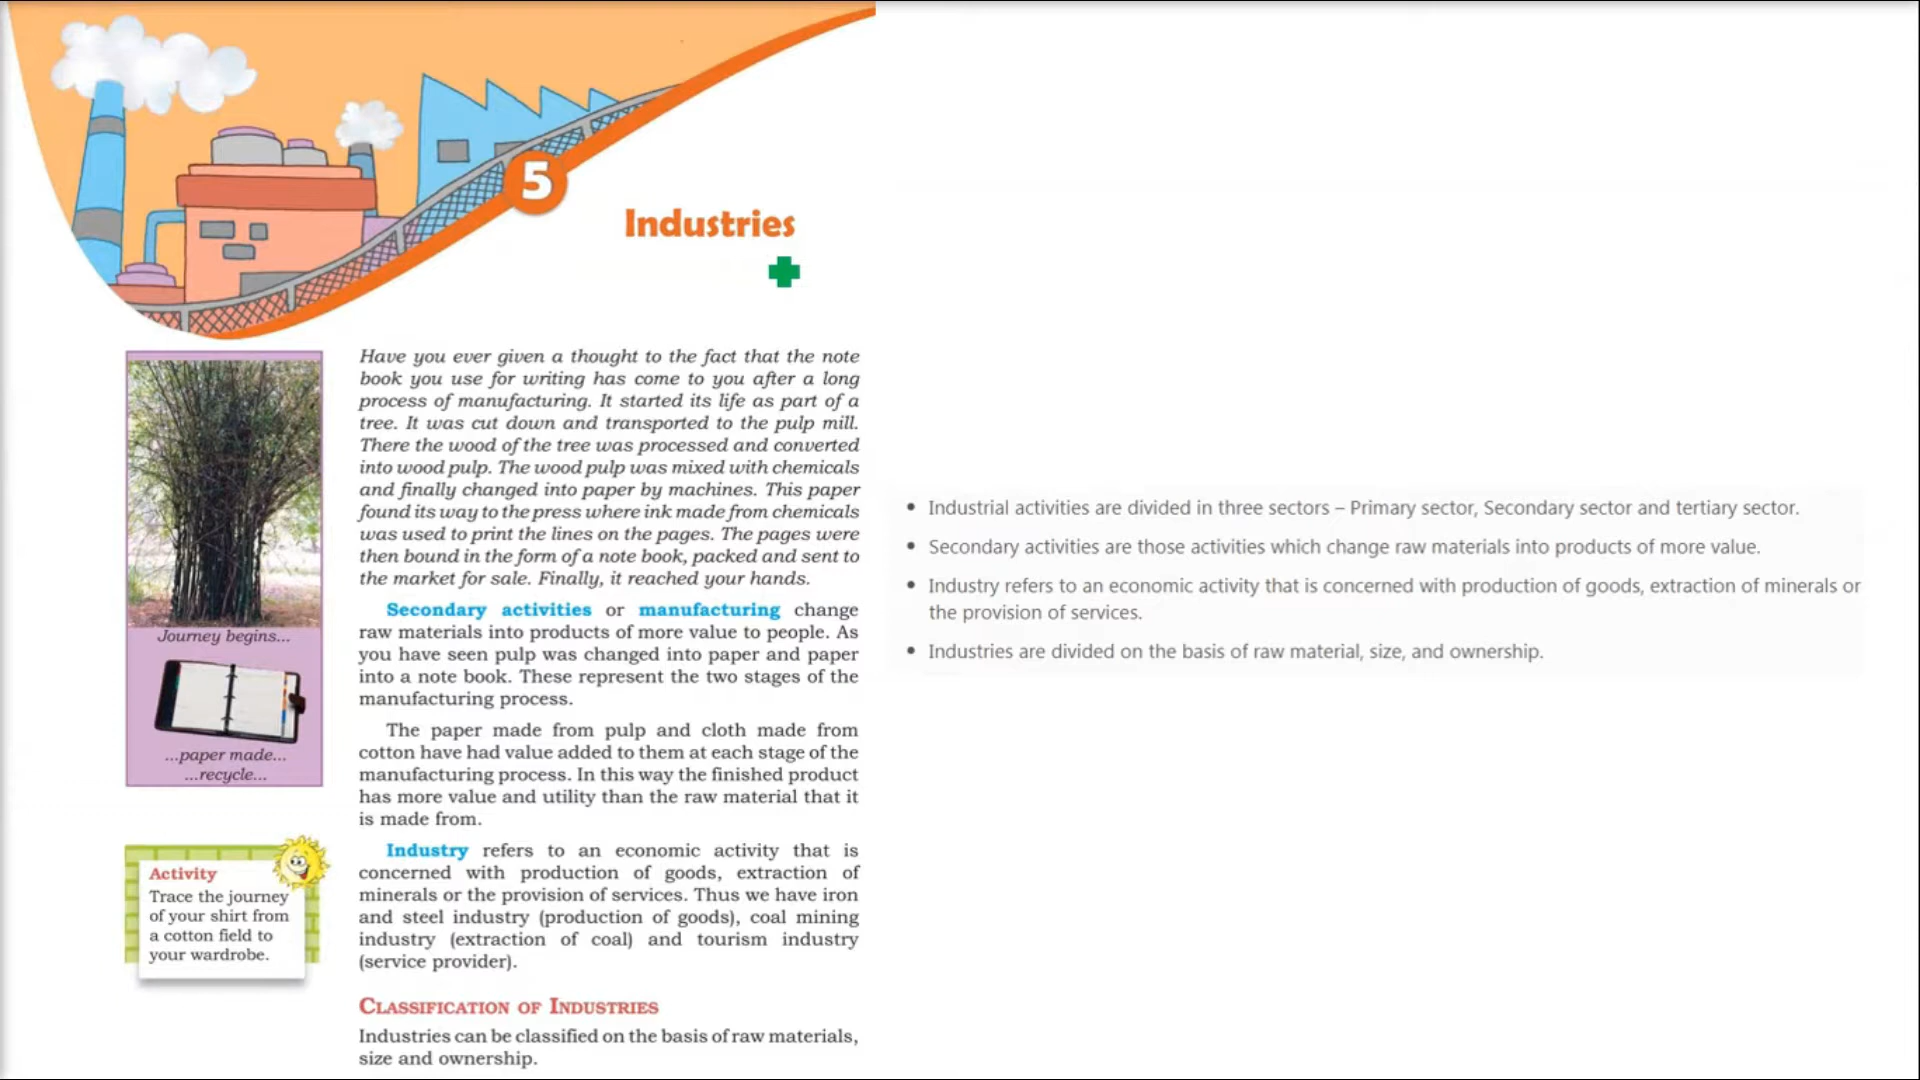 5
Industries
Have you ever given a thought to the fact that the note
book you use for writing has come to you after a long
process of manufacturing. It started its life as part of a
tree. It was cut down and transported to the pulp mill.
There the wood of the tree was processed and converted
into wood pulp. The wood pulp was mixed with chemicals
and finally changed into paper by machines. This paper
found its way to the press where ink made from chemicals
was used to print the lines on the pages. The pages were
then bound in the form of a note book, packed and sent to
the market for sale. Finally, it reached your hands.
Secondary activities or manufacturing change
raw materials into products of more value to people. As
you have seen pulp was changed into paper and paper
into a note book. These represent the two stages of the
manufacturing process.
The paper made from pulp and cloth made from
cotton have had value added to them at each stage of the
manufacturing process. In this way the finished product
has more value and utility than the raw material that it
is made from.
Industry refers to an economic activity that is
concerned with production of goods, extraction of
minerals or the provision of services. Thus we have iron
and steel industry (production of goods), coal mining
industry (extraction of coal) and tourism industry
(service provider).
CLASSIFICATION OF INDUSTRIES
Industries can be classified on the basis of raw materials,
size and ownership.
Journey begins...
...paper made...
...recycle...
Activity
Trace the journey
of your shirt from
a cotton field to
your wardrobe.
• Industrial activities are divided in three sectors – Primary sector, Secondary sector and tertiary sector.
• Secondary activities are those activities which change raw materials into products of more value.
• Industry refers to an economic activity that is concerned with production of goods, extraction of minerals or
the provision of services.
• Industries are divided on the basis of raw material, size, and ownership.